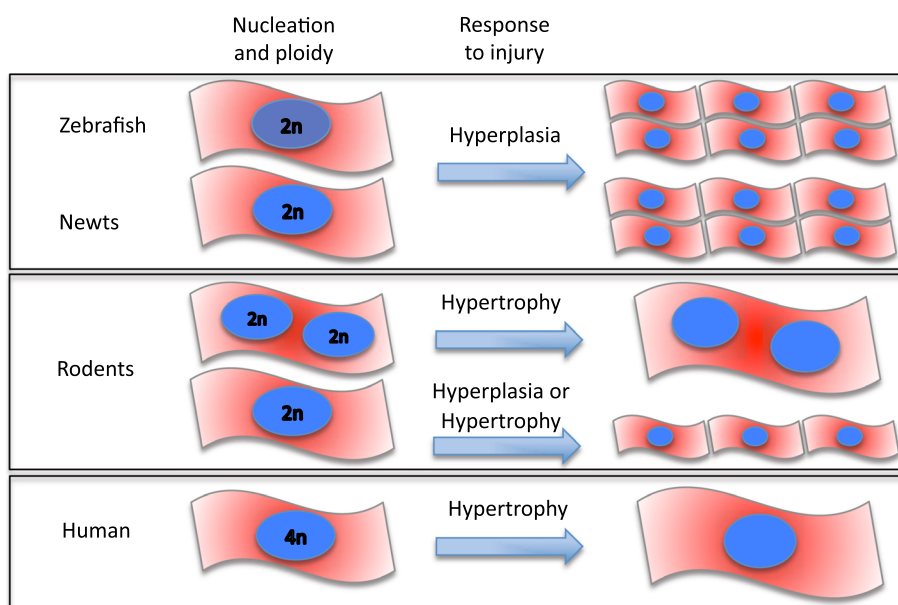 Nucleation
and ploidy
Response
to injury
Zebrafish
2n
Hyperplasia
Newts
2n
Rodents
2n
2n
Hypertrophy
2n
Hyperplasia or
Hypertrophy
Human
4n
Hypertrophy